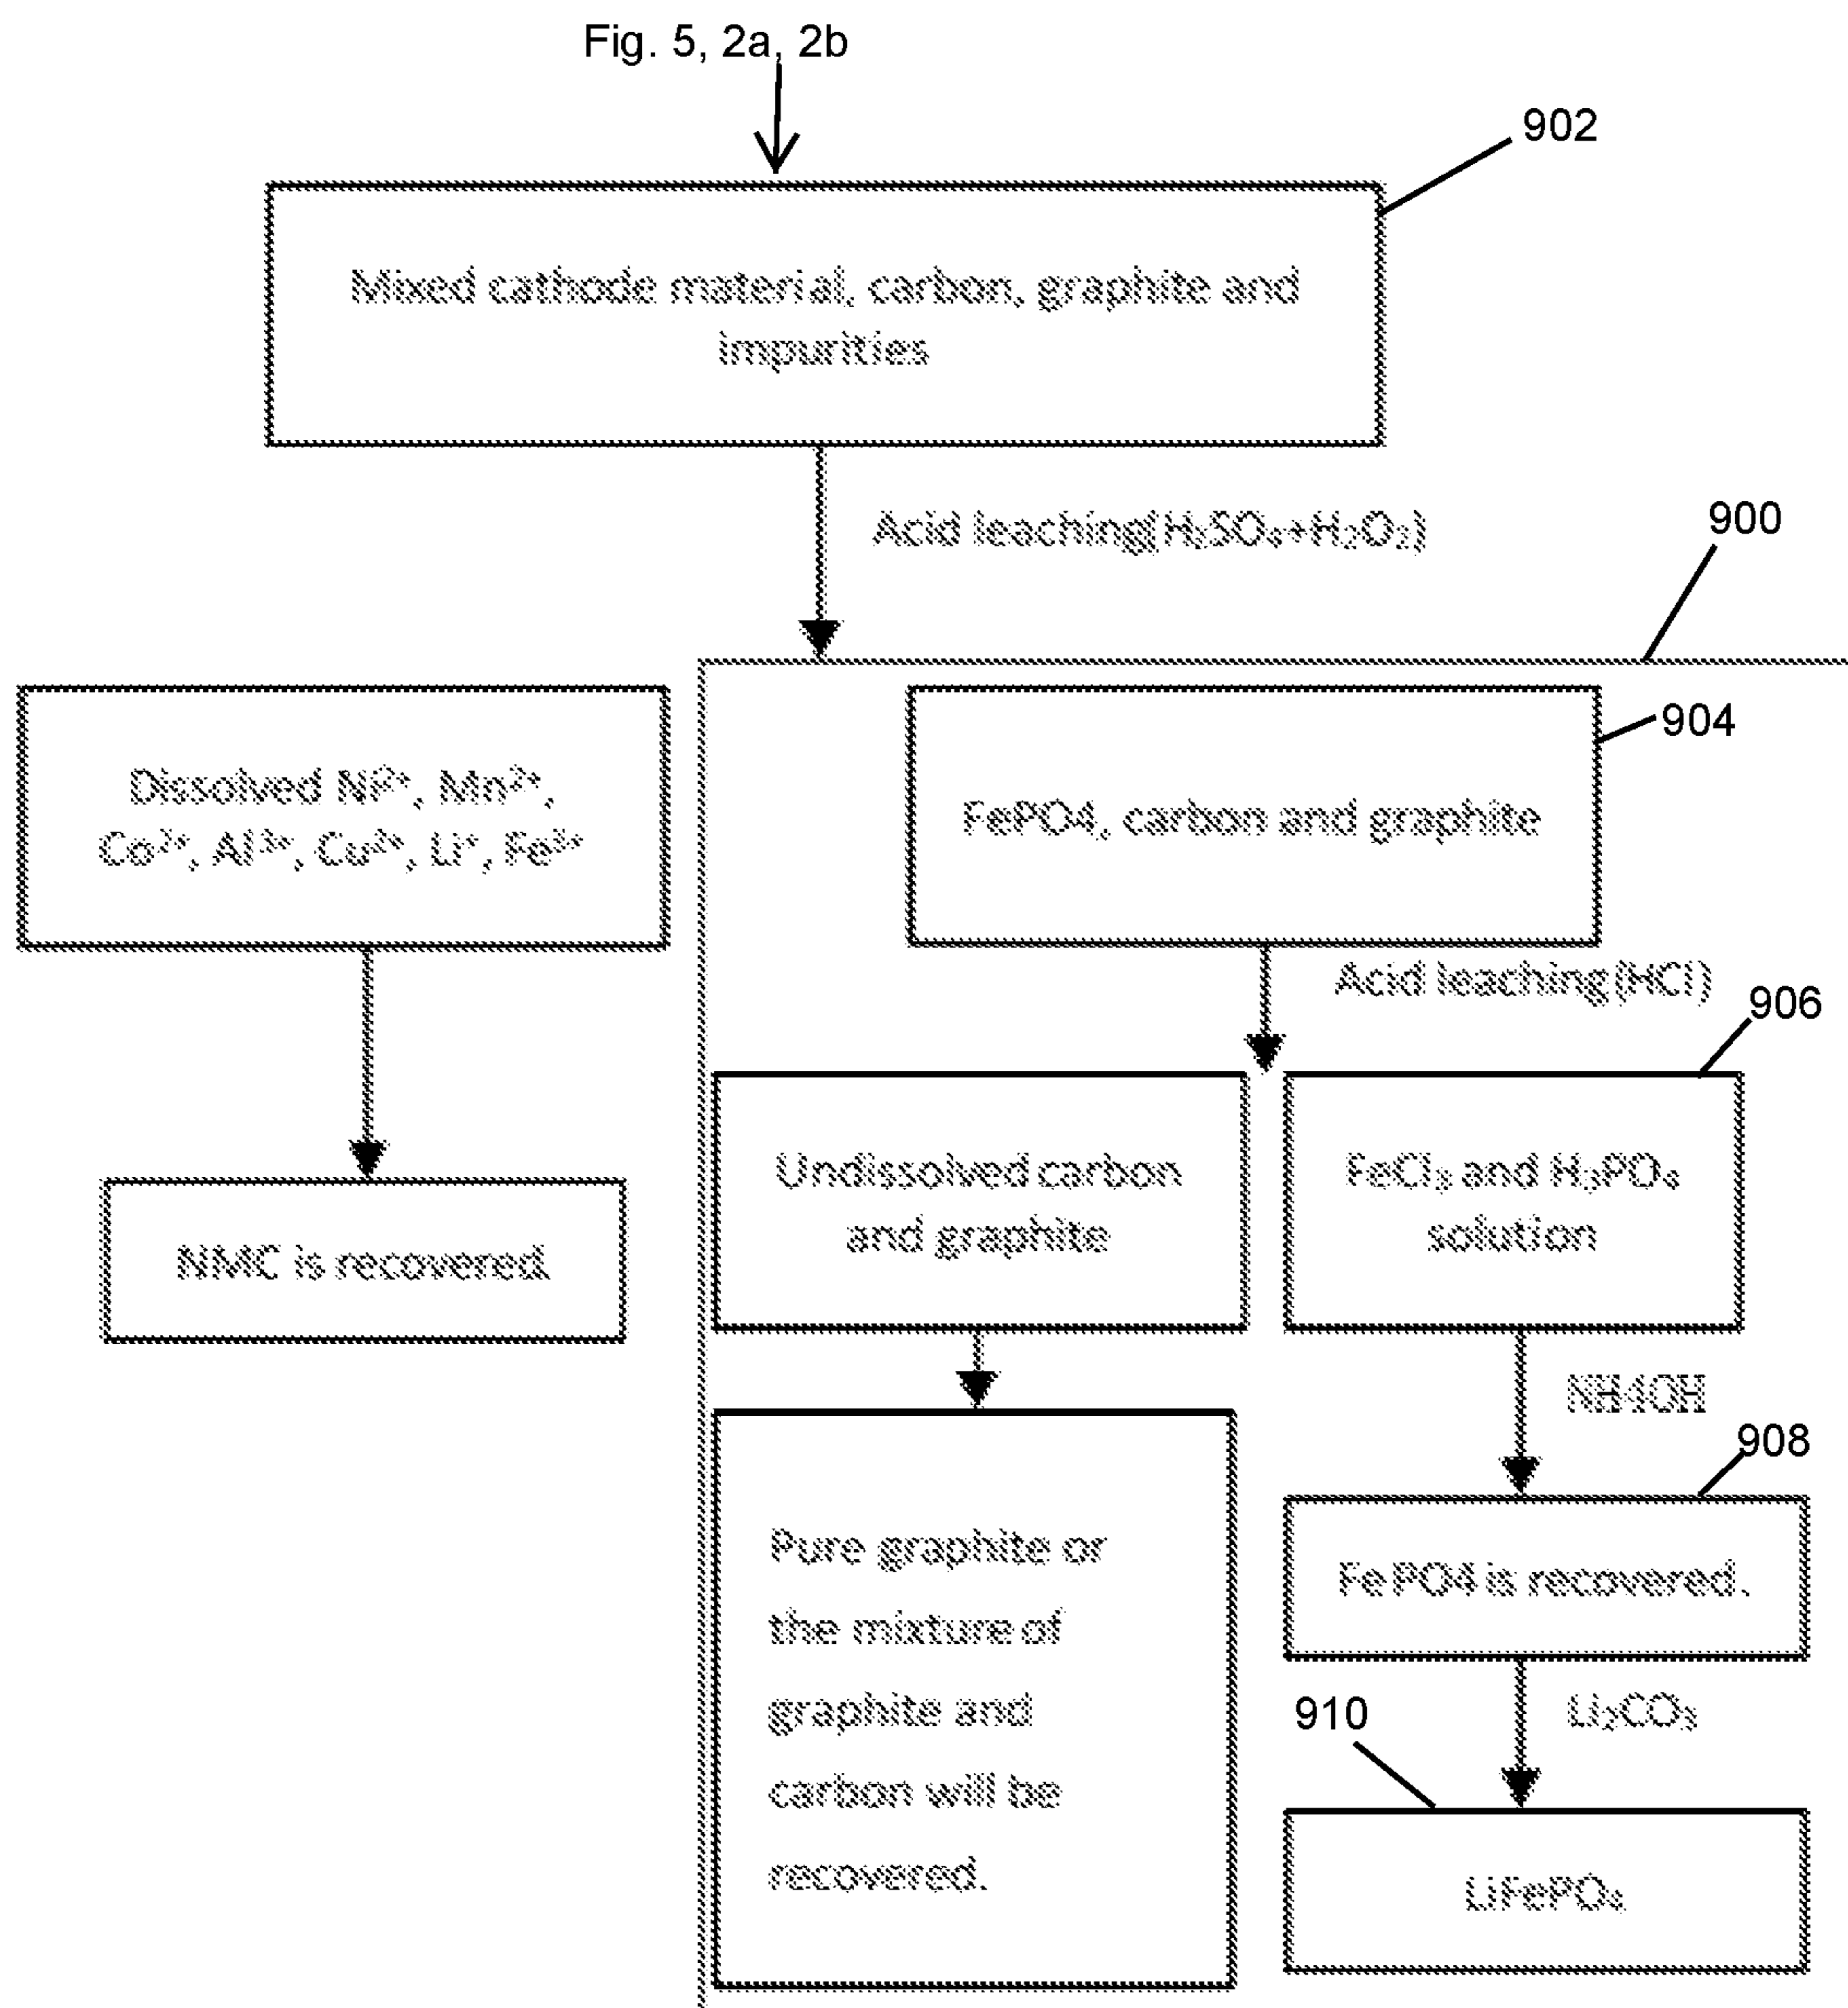 Fig. 5, 2a, 2b
902
Mixed cathode material, carbon, graphite and
impurities
Acid leaching(H₂SO₄+H₂O₂)
900
904
Dissolved Ni²⁺, Mn²⁺,
Co²⁺, Al³⁺, Cu²⁺, Li⁺, Fe³⁺
FePO4, carbon and graphite
Acid leaching(HCl)
906
Undissolved carbon
and graphite
FeCl₃ and H₃PO₄
solution
NMC is recovered.
NH4OH
908
Pure graphite or
the mixture of
graphite and
carbon will be
recovered.
FePO4 is recovered.
Li₂CO₃
910
LiFePO₄